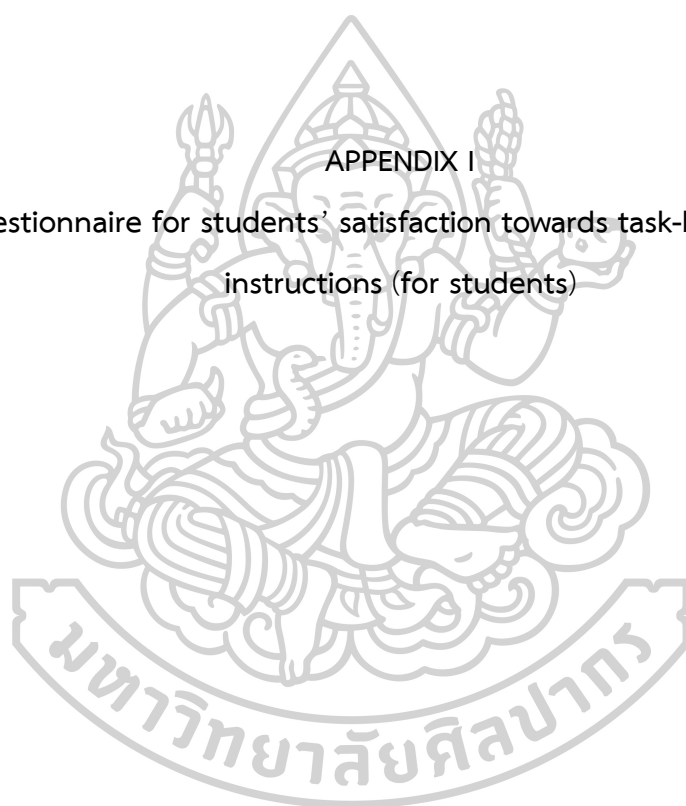 APPENDIX I
estionnaire for students' satisfaction towards task-
instructions (for students)
มหาวิทยาลัยศิลปากร